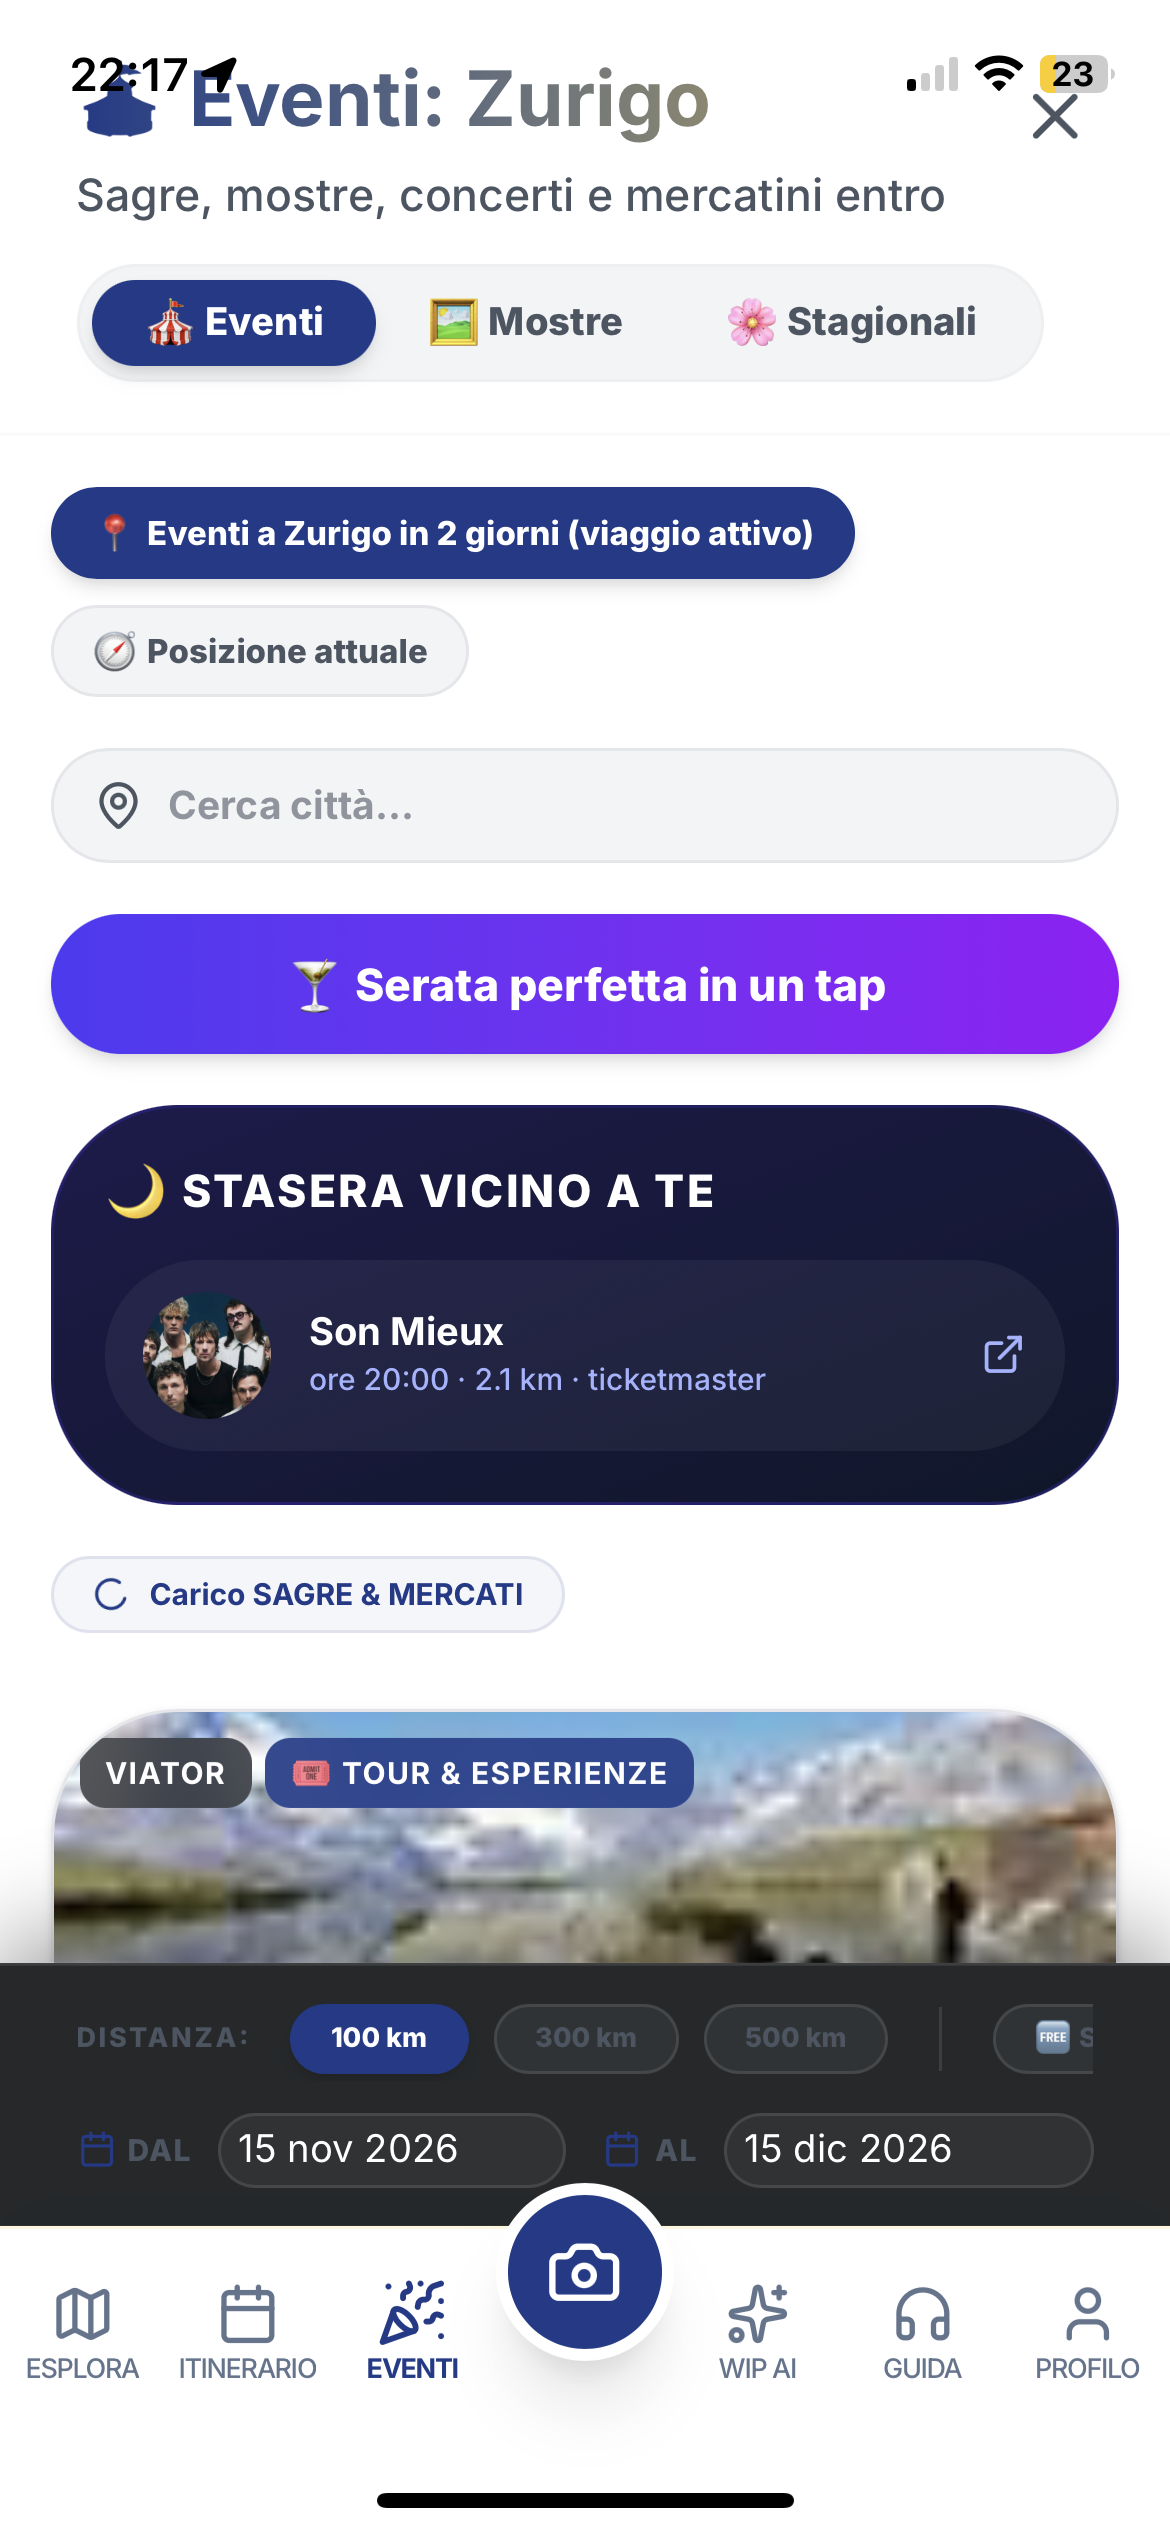 22:17
23
Eventi: Zurigo
Sagre, mostre, concerti e mercatini entro
Eventi Mostre Stagionali
Eventi a Zurigo in 2 giorni (viaggio attivo)
Posizione attuale
Cerca città...
Serata perfetta in un tap
STASERA VICINO A TE
Son Mieux
ore 20:00 · 2.1 km · ticketmaster
Carico SAGRE & MERCATI
VIATOR TOUR & ESPERIENZE
DISTANZA: 100 km 300 km 500 km FREE S
DAL 15 nov 2026 AL 15 dic 2026
ESPLORA ITINERARIO EVENTI WIP AI GUIDA PROFILO